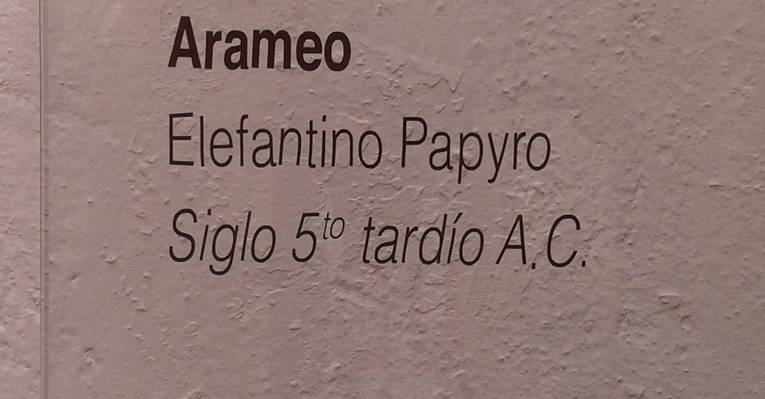 Arameo
Elefantino Papyro
Siglo 5to tardío A.C.